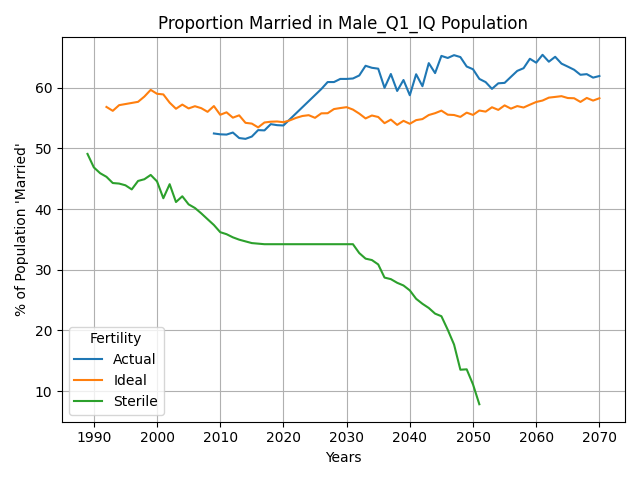 Proportion Married in Male_Q1_IQ Population
% of Population 'Married'
60
50
40
30
20
10
Fertility
Actual
Ideal
Sterile
1990 2000 2010 2020 2030 2040 2050 2060 2070
Years